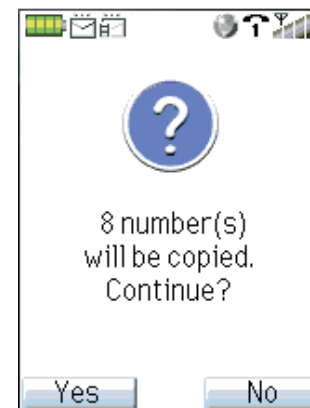 ?
8 number(s)
will be copied.
Continue?
Yes No